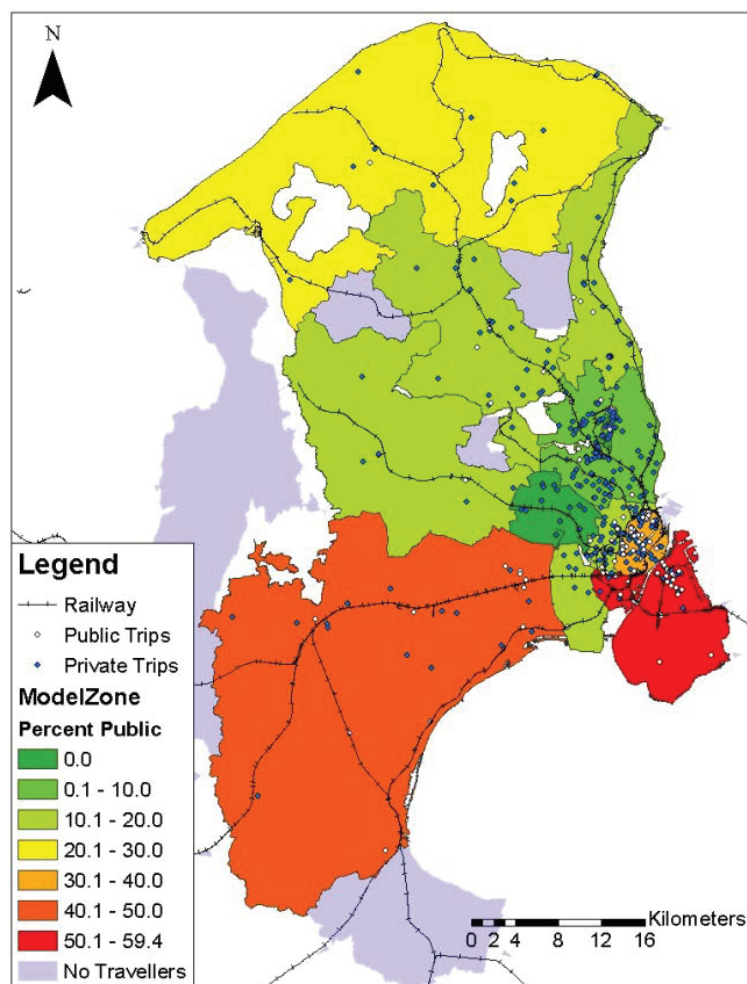 N
Legend
Railway
Public Trips
Private Trips
ModelZone
Percent Public
0.0
0.1 - 10.0
10.1 - 20.0
20.1 - 30.0
30.1 - 40.0
40.1 - 50.0
50.1 - 59.4
No Travellers
Kilometers
0 2 4 8 12 16